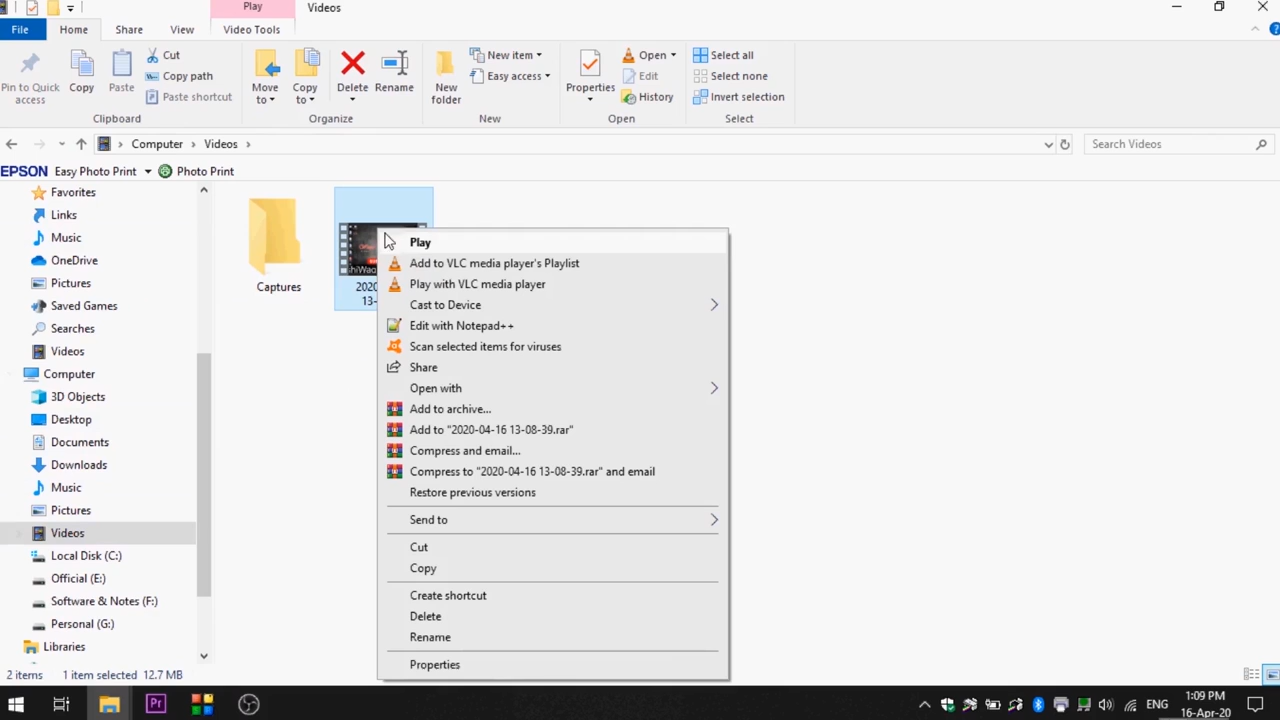 Play
Videos
File
Home
Share
View
Video Tools
Pin to Quick
access
Copy
Paste
Cut
Copy path
Paste shortcut
Clipboard
Move
to
Copy
to
Delete
Rename
Organize
New
folder
New item
Easy access
New
Properties
Open
Edit
History
Open
Select all
Select none
Invert selection
Select
Computer
Videos
Search Videos
EPSON Easy Photo Print
Photo Print
Favorites
Links
Music
OneDrive
Pictures
Saved Games
Searches
Videos
Computer
3D Objects
Desktop
Documents
Downloads
Music
Pictures
Videos
Local Disk (C:)
Official (E:)
Software & Notes (F:)
Personal (G:)
Libraries
Captures
2020
13-
Play
Add to VLC media player's Playlist
Play with VLC media player
Cast to Device
Edit with Notepad++
Scan selected items for viruses
Share
Open with
Add to archive...
Add to "2020-04-16 13-08-39.rar"
Compress and email...
Compress to "2020-04-16 13-08-39.rar" and email
Restore previous versions
Send to
Cut
Copy
Create shortcut
Delete
Rename
Properties
2 items
1 item selected 12.7 MB
Pr
ENG
1:09 PM
16-Apr-20